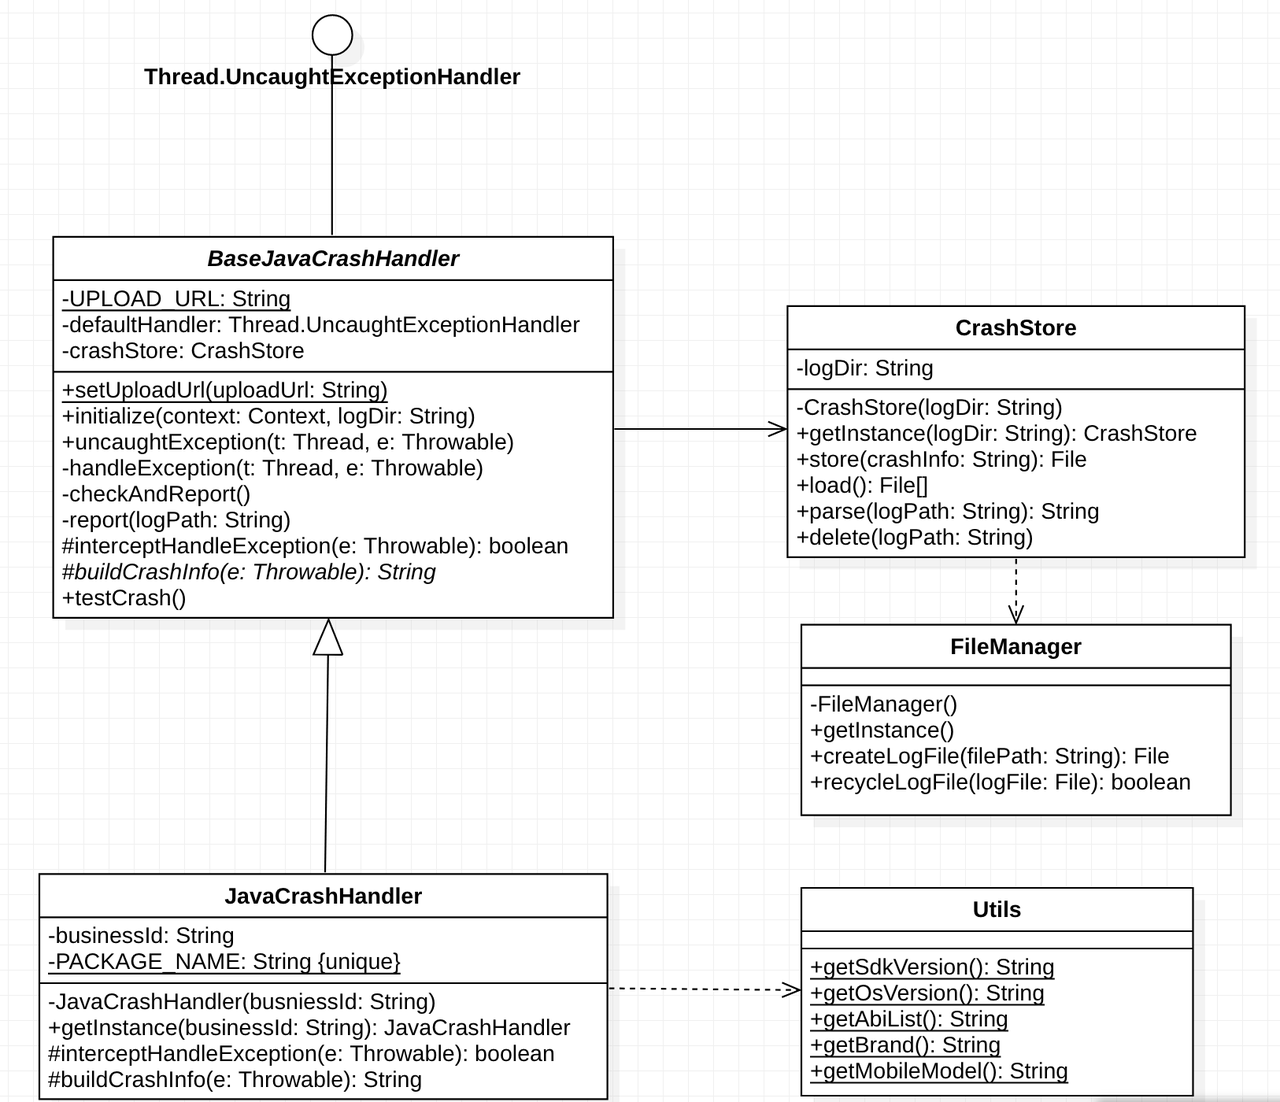 Thread.UncaughtExceptionHandler
BaseJavaCrashHandler
-UPLOAD_URL: String
-defaultHandler: Thread.UncaughtExceptionHandler
-crashStore: CrashStore
+setUploadUrl(uploadUrl: String)
+initialize(context: Context, logDir: String)
+uncaughtException(t: Thread, e: Throwable)
-handleException(t: Thread, e: Throwable)
-checkAndReport()
-report(logPath: String)
#interceptHandleException(e: Throwable): boolean
#buildCrashInfo(e: Throwable): String
+testCrash()
CrashStore
-logDir: String
-CrashStore(logDir: String)
+getInstance(logDir: String): CrashStore
+store(crashInfo: String): File
+load(): File[]
+parse(logPath: String): String
+delete(logPath: String)
FileManager
-FileManager()
+getInstance()
+createLogFile(filePath: String): File
+recycleLogFile(logFile: File): boolean
JavaCrashHandler
-businessId: String
-PACKAGE_NAME: String {unique}
-JavaCrashHandler(busniessId: String)
+getInstance(businessId: String): JavaCrashHandler
#interceptHandleException(e: Throwable): boolean
#buildCrashInfo(e: Throwable): String
Utils
+getSdkVersion(): String
+getOsVersion(): String
+getAbiList(): String
+getBrand(): String
+getMobileModel(): String